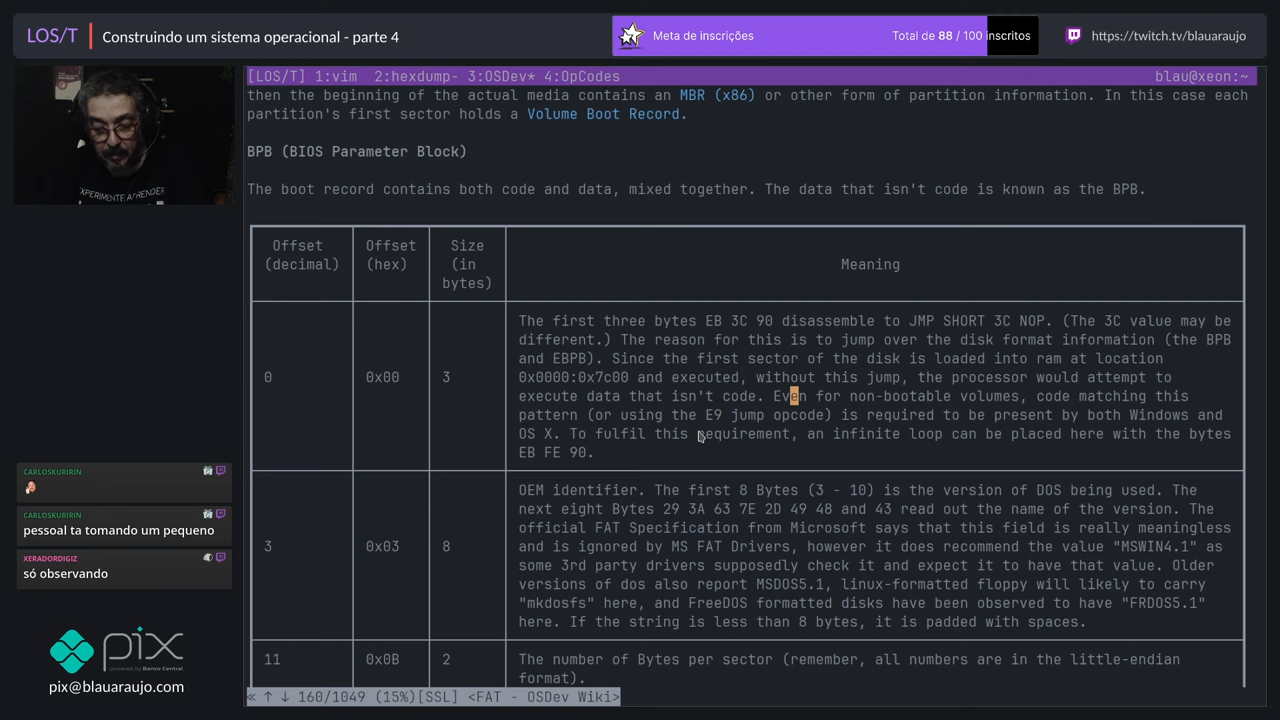 LOS/T
Construindo um sistema operacional - parte 4
Meta de inscrições
Total de 88 / 100 inscritos
https://twitch.tv/blauaraujo
[LOS/T] 1:vim 2:hexdump- 3:OSDev* 4:OpCodes
blau@xeon:~
then the beginning of the actual media contains an MBR (x86) or other form of partition information. In this case each
partition's first sector holds a Volume Boot Record.
BPB (BIOS Parameter Block)
The boot record contains both code and data, mixed together. The data that isn't code is known as the BPB.
Offset (decimal)
Offset (hex)
Size (in bytes)
Meaning
0
0x00
3
The first three bytes EB 3C 90 disassemble to JMP SHORT 3C NOP. (The 3C value may be
different.) The reason for this is to jump over the disk format information (the BPB
and EBPB). Since the first sector of the disk is loaded into ram at location
0x0000:0x7c00 and executed, without this jump, the processor would attempt to
execute data that isn't code. Even for non-bootable volumes, code matching this
pattern (or using the E9 jump opcode) is required to be present by both Windows and
OS X. To fulfil this requirement, an infinite loop can be placed here with the bytes
EB FE 90.
3
0x03
8
OEM identifier. The first 8 Bytes (3 - 10) is the version of DOS being used. The
next eight Bytes 29 3A 63 7E 2D 49 48 and 43 read out the name of the version. The
official FAT Specification from Microsoft says that this field is really meaningless
and is ignored by MS FAT Drivers, however it does recommend the value "MSWIN4.1" as
some 3rd party drivers supposedly check it and expect it to have that value. Older
versions of dos also report MSDOS5.1, linux-formatted floppy will likely to carry
"mkdosfs" here, and FreeDOS formatted disks have been observed to have "FRDOS5.1"
here. If the string is less than 8 bytes, it is padded with spaces.
11
0x0B
2
The number of Bytes per sector (remember, all numbers are in the little-endian
format).
« ↑ ↓ 160/1049 (15%)[SSL] <FAT - OSDev Wiki>
EXPERIMENTE, APRENDER
CARLOSKURIRIN
CARLOSKURIRIN
pessoal ta tomando um pequeno
XERADORDIGIZ
só observando
pix
powered by Banco Central
pix@blauaraujo.com